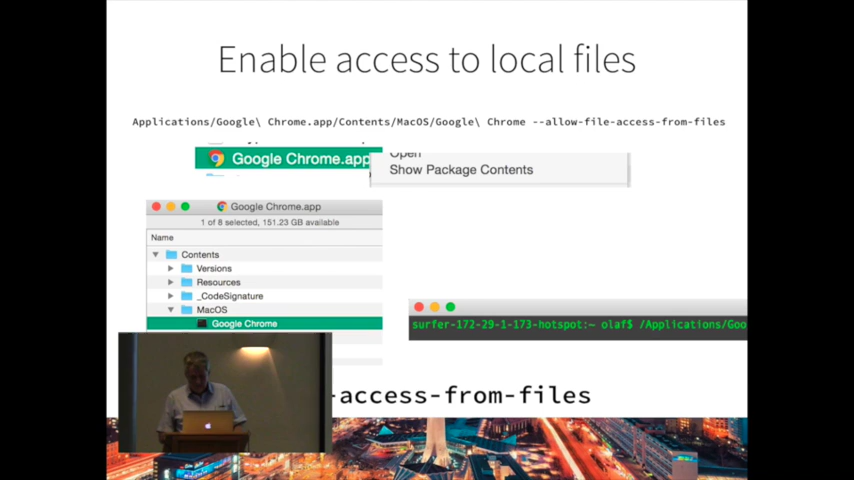 Enable access to local files
Applications/Google\ Chrome.app/Contents/MacOS/Google\ Chrome --allow-file-access-from-files
Google Chrome.app
Open
Show Package Contents
Google Chrome.app
1 of 8 selected, 151.23 GB available
Name
Contents
Versions
Resources
_CodeSignature
MacOS
Google Chrome
surfer-172-29-1-173-hotspot:~ olaf$ /Applications/Goo
-access-from-files